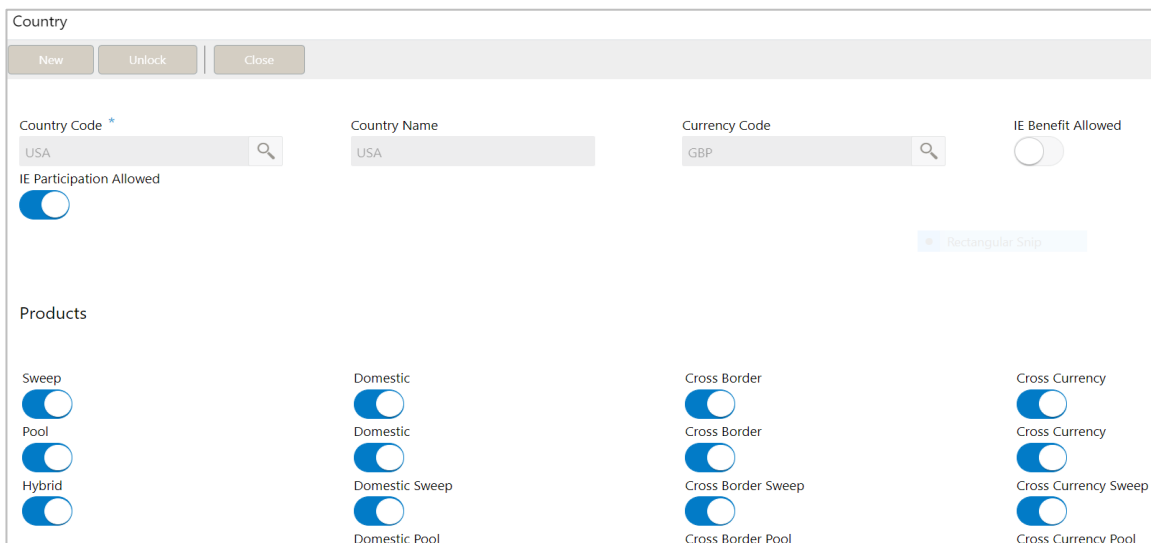 Country
New Unlock Close
Country Code * Country Name Currency Code IE Benefit Allowed
USA USA GBP
IE Participation Allowed
Rectangular Snip
Products
Sweep Domestic Cross Border Cross Currency
Pool Domestic Cross Border Cross Currency
Hybrid Domestic Sweep Cross Border Sweep Cross Currency Sweep
Domestic Pool Cross Border Pool Cross Currency Pool